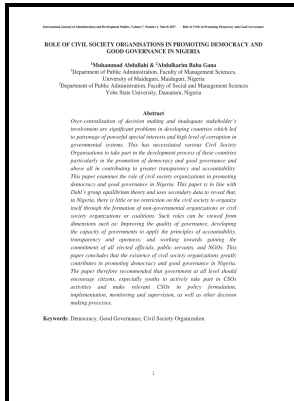 International Journal of Administration and Development Studies, Volume 7 Number 1, March 2017. Role of CSOs in Promoting Democracy and Good Governance
ROLE OF CIVIL SOCIETY ORGANISATIONS IN PROMOTING DEMOCRACY AND
GOOD GOVERNANCE IN NIGERIA
¹Muhammad Abdullahi & ²Abdulkarim Baba Gana
¹Department of Public Administration, Faculty of Management Sciences,
University of Maiduguri, Maiduguri, Nigeria
²Department of Public Administration, Faculty of Social and Management Sciences
Yobe State University, Damaturu, Nigeria
Abstract
Over-centralisation of decision making and inadequate stakeholder's
involvement are significant problems in developing countries which led
to patronage of powerful special interests and high level of corruption in
governmental systems. This has necessitated various Civil Society
Organisations to take part in the development process of these countries
particularly in the promotion of democracy and good governance and
above all in contributing to greater transparency and accountability.
This paper examines the role of civil society organizations in promoting
democracy and good governance in Nigeria. This paper is in line with
Dahl's group equilibrium theory and uses secondary data to reveal that,
in Nigeria, there is little or no restriction on the civil society to organize
itself through the formation of non-governmental organizations or civil
society organizations or coalitions. Such roles can be viewed from
dimensions such as: Improving the quality of governance, developing
the capacity of governments to apply the principles of accountability,
transparency and openness; and working towards gaining the
commitment of all elected officials, public servants, and NGOs. This
paper concludes that the existence of civil society organizations greatly
contributes in promoting democracy and good governance in Nigeria.
The paper therefore recommended that government at all level should
encourage citizens, especially youths to actively take part in CSOs
activities and make relevant CSOs in policy formulation,
implementation, monitoring and supervision, as well as other decision
making processes.
Keywords: Democracy, Good Governance, Civil Society Organization
1